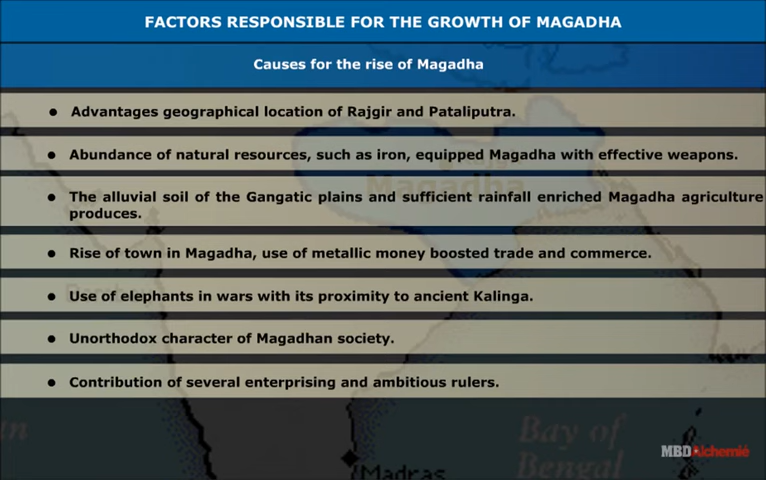 FACTORS RESPONSIBLE FOR THE GROWTH OF MAGADHA
Causes for the rise of Magadha
● Advantages geographical location of Rajgir and Pataliputra.
● Abundance of natural resources, such as iron, equipped Magadha with effective weapons.
● The alluvial soil of the Gangatic plains and sufficient rainfall enriched Magadha agriculture
produces.
● Rise of town in Magadha, use of metallic money boosted trade and commerce.
● Use of elephants in wars with its proximity to ancient Kalinga.
● Unorthodox character of Magadhan society.
● Contribution of several enterprising and ambitious rulers.
Magadha
Bay of
Bengal
Madras
MBD Alchemie